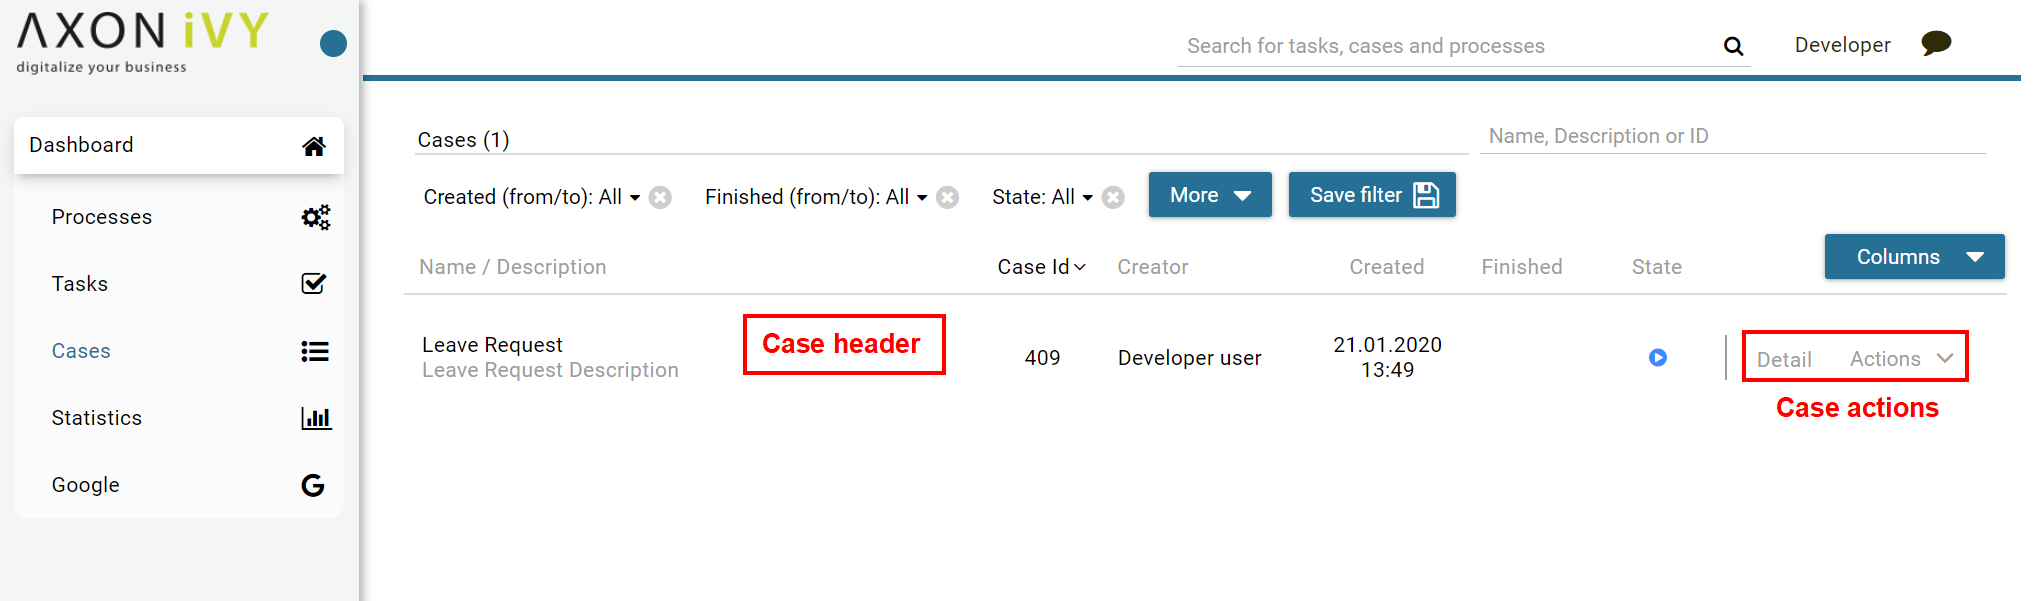 AXON iVY
digitalize your business
Search for tasks, cases and processes
Developer
Dashboard
Processes
Tasks
Cases
Statistics
Google
Cases (1)
Name, Description or ID
Created (from/to): All
Finished (from/to): All
State: All
More
Save filter
Columns
Name / Description
Case Id
Creator
Created
Finished
State
Leave Request
Leave Request Description
Case header
409
Developer user
21.01.2020
13:49
Detail
Actions
Case actions